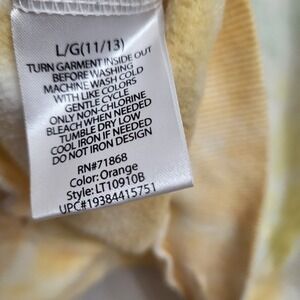 L/G(11/13)
TURN GARMENT INSIDE OUT
BEFORE WASHING
MACHINE WASH COLD
WITH LIKE COLORS
GENTLE CYCLE
ONLY NON-CHLORINE
BLEACH WHEN NEEDED
TUMBLE DRY LOW
COOL IRON IF NEEDED
DO NOT IRON DESIGN
RN#71868
Color: Orange
Style: LT10910B
UPC#19384415751